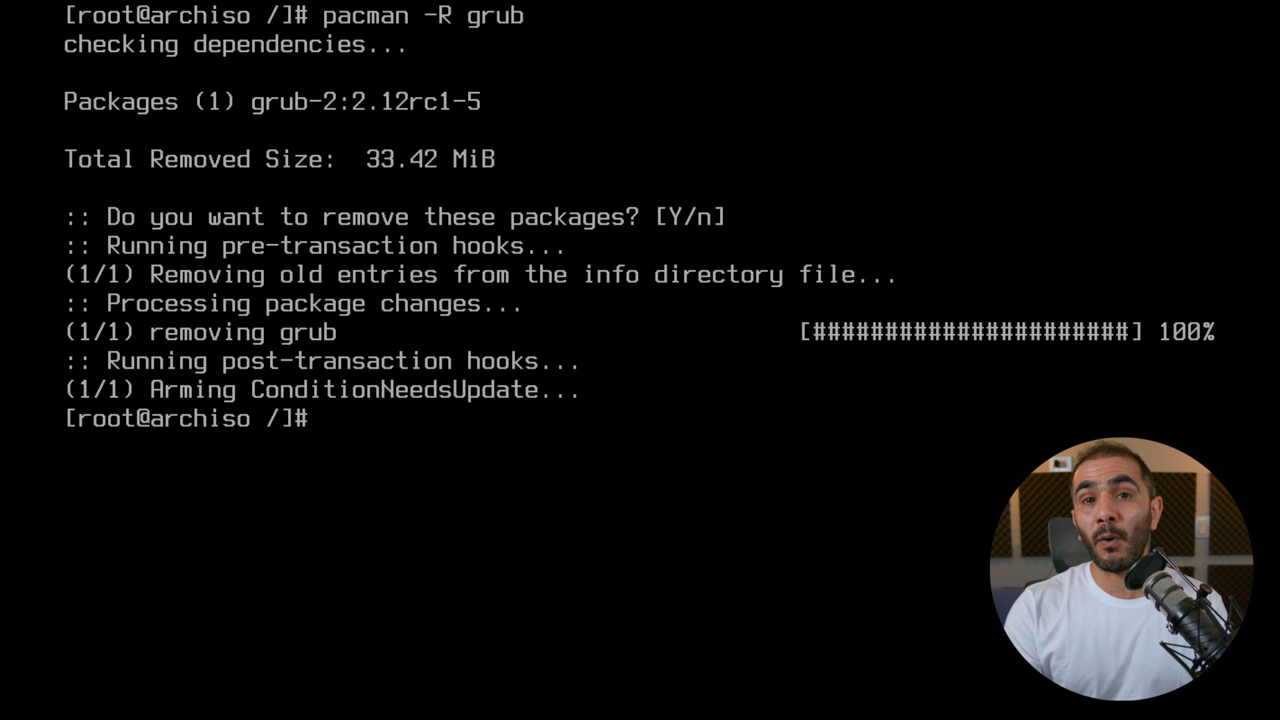 [root@archiso /]# pacman -R grub
checking dependencies...
Packages (1) grub-2:2.12rc1-5
Total Removed Size:  33.42 MiB
:: Do you want to remove these packages? [Y/n]
:: Running pre-transaction hooks...
(1/1) Removing old entries from the info directory file...
:: Processing package changes...
(1/1) removing grub [######################] 100%
:: Running post-transaction hooks...
(1/1) Arming ConditionNeedsUpdate...
[root@archiso /]#